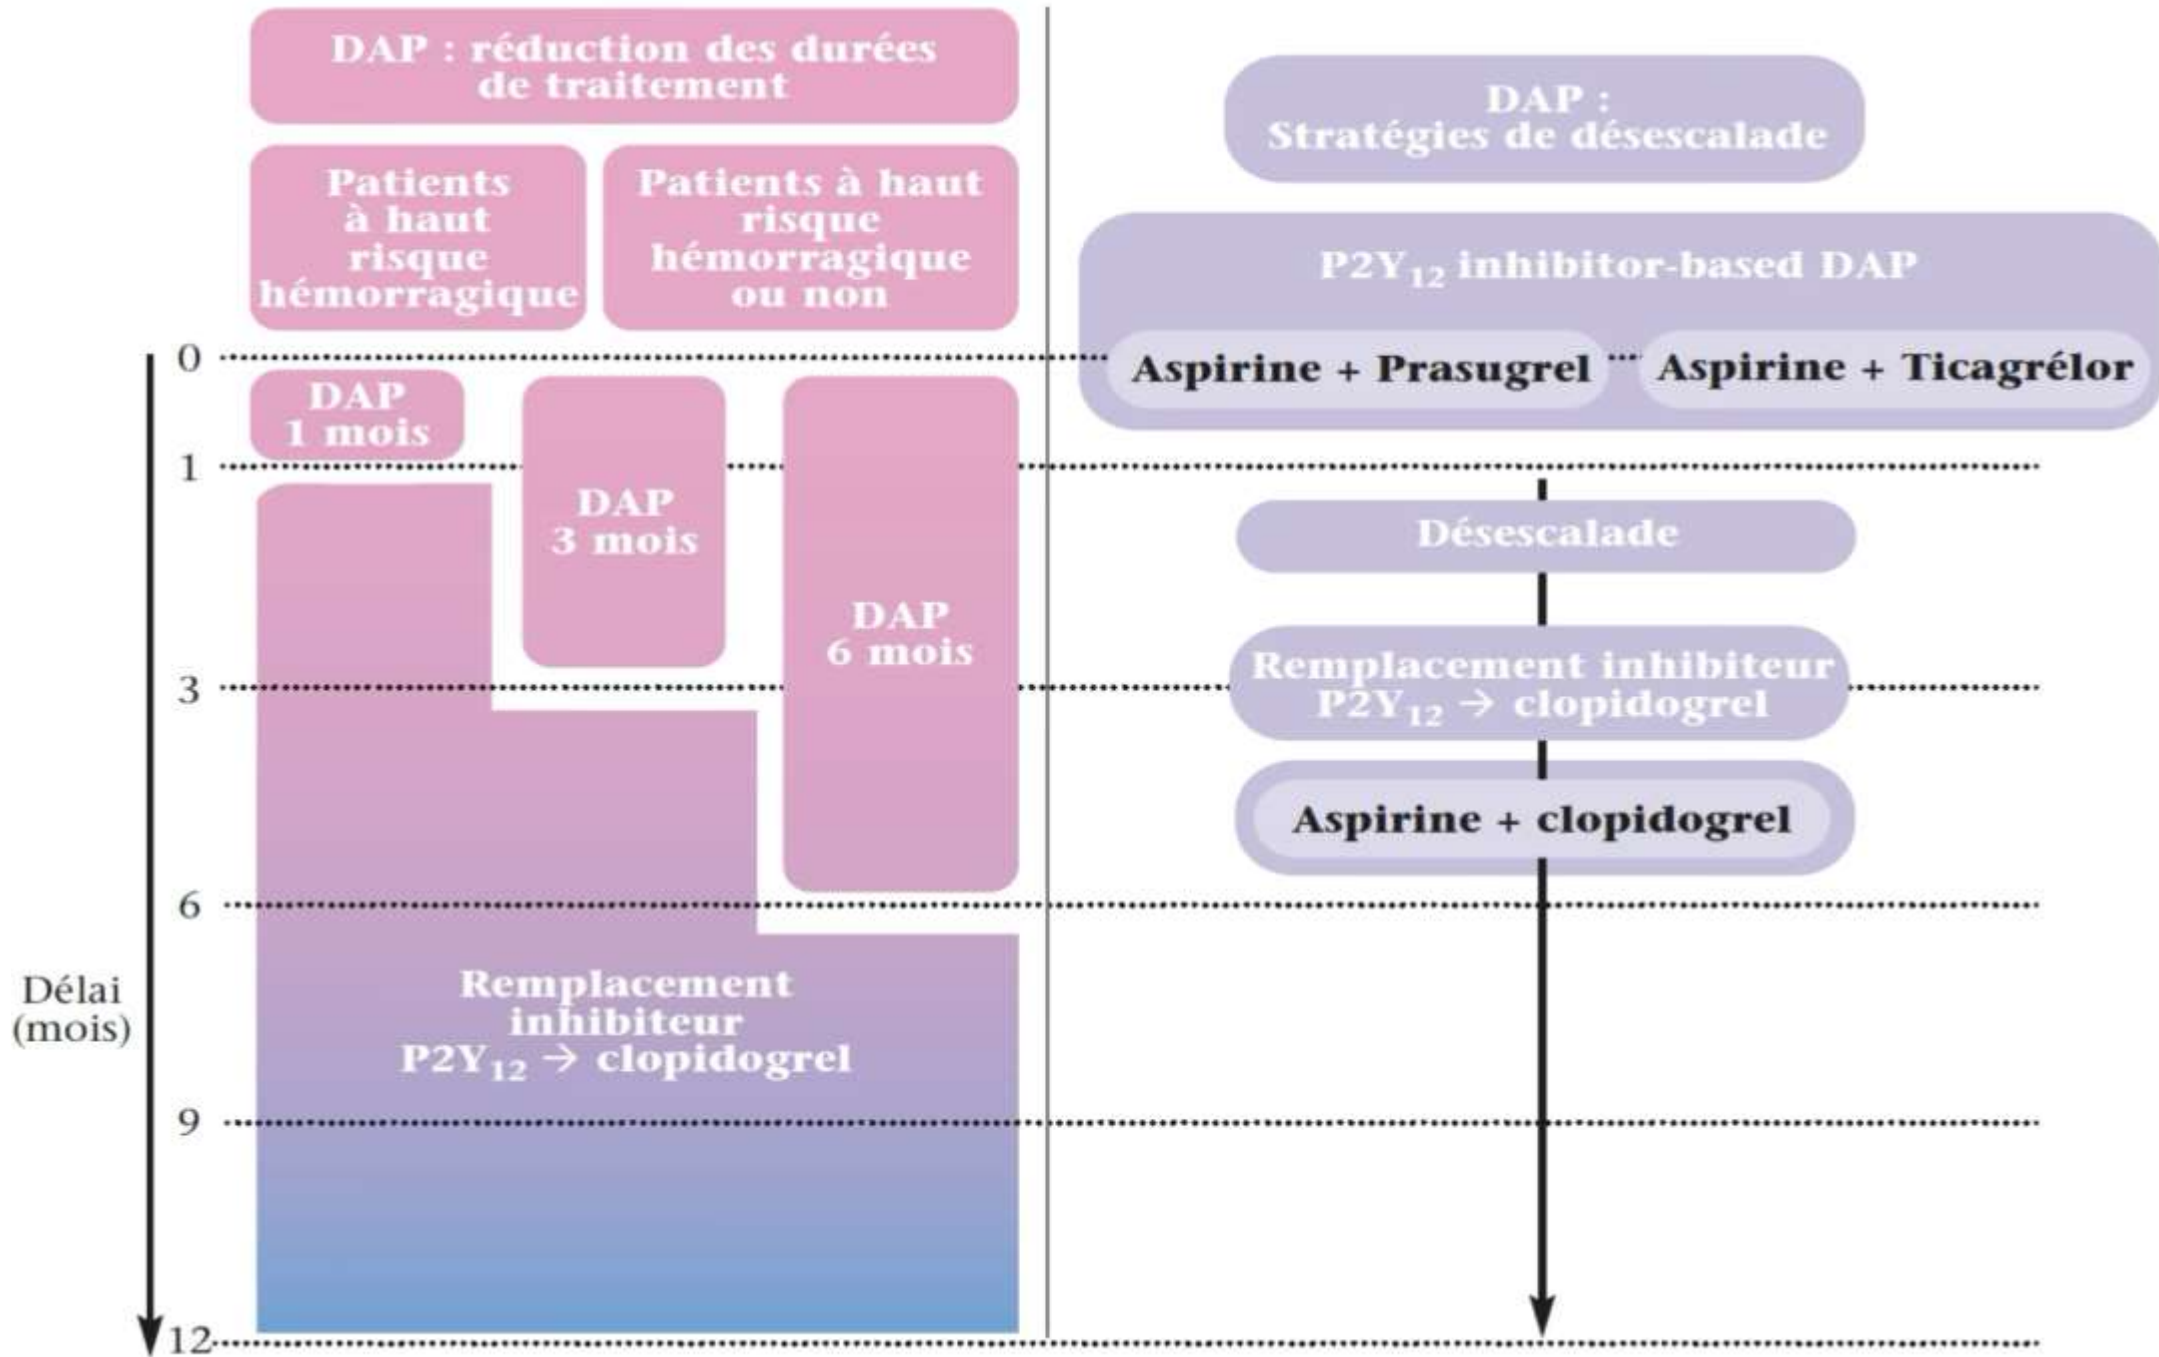 DAP : réduction des durées
de traitement
Patients
à haut
risque
hémorragique
Patients à haut
risque
hémorragique
ou non
0
DAP
1 mois
1
DAP
3 mois
DAP
6 mois
3
6
Délai
(mois)
Remplacement
inhibiteur
P2Y₁₂ → clopidogrel
9
12
DAP :
Stratégies de désescalade
P2Y₁₂ inhibitor-based DAP
Aspirine + Prasugrel
Aspirine + Ticagrélor
Désescalade
Remplacement inhibiteur
P2Y₁₂ → clopidogrel
Aspirine + clopidogrel